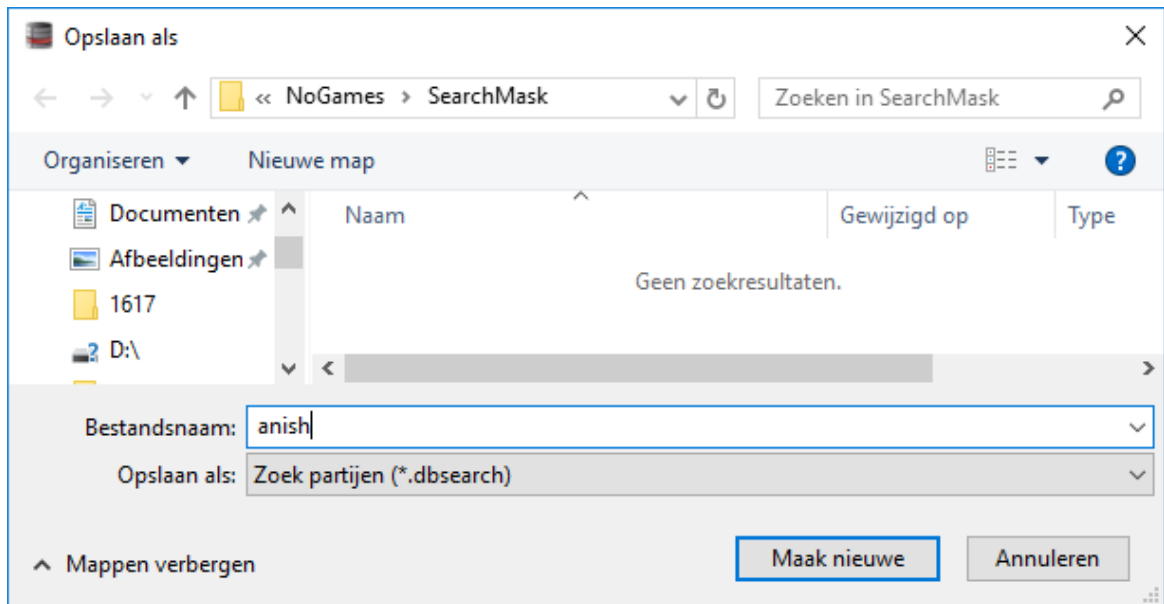 Opslaan als
« NoGames > SearchMask
Zoeken in SearchMask
Organiseren
Nieuwe map
?
Documenten
Naam
Gewijzigd op
Type
Afbeeldingen
Geen zoekresultaten.
1617
D:\
Bestandsnaam: anish
Opslaan als: Zoek partijen (*.dbsearch)
Mappen verbergen
Maak nieuwe
Annuleren